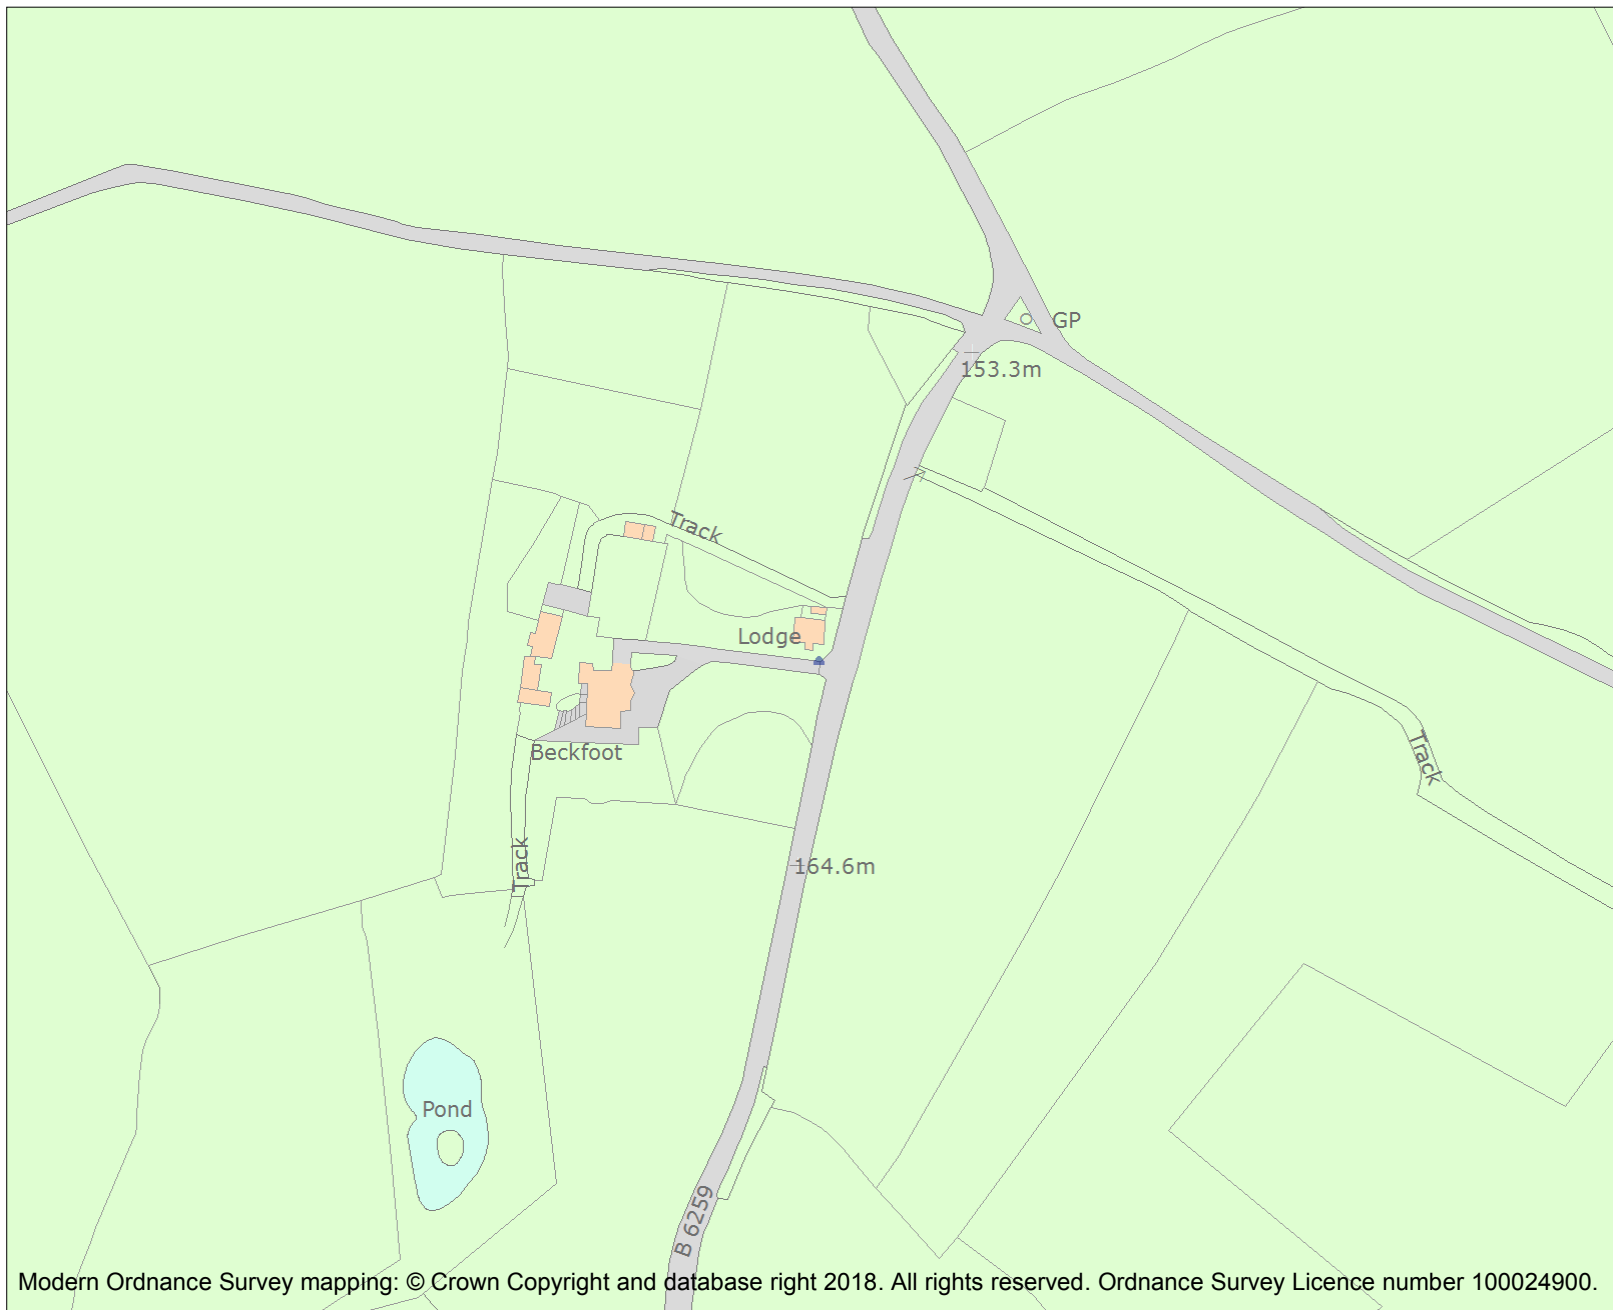 GP
153.3m
Track
Lodge
Track
Beckfoot
Track
164.6m
Pond
B 6259
Modern Ordnance Survey mapping: © Crown Copyright and database right 2018. All rights reserved. Ordnance Survey Licence number 100024900.